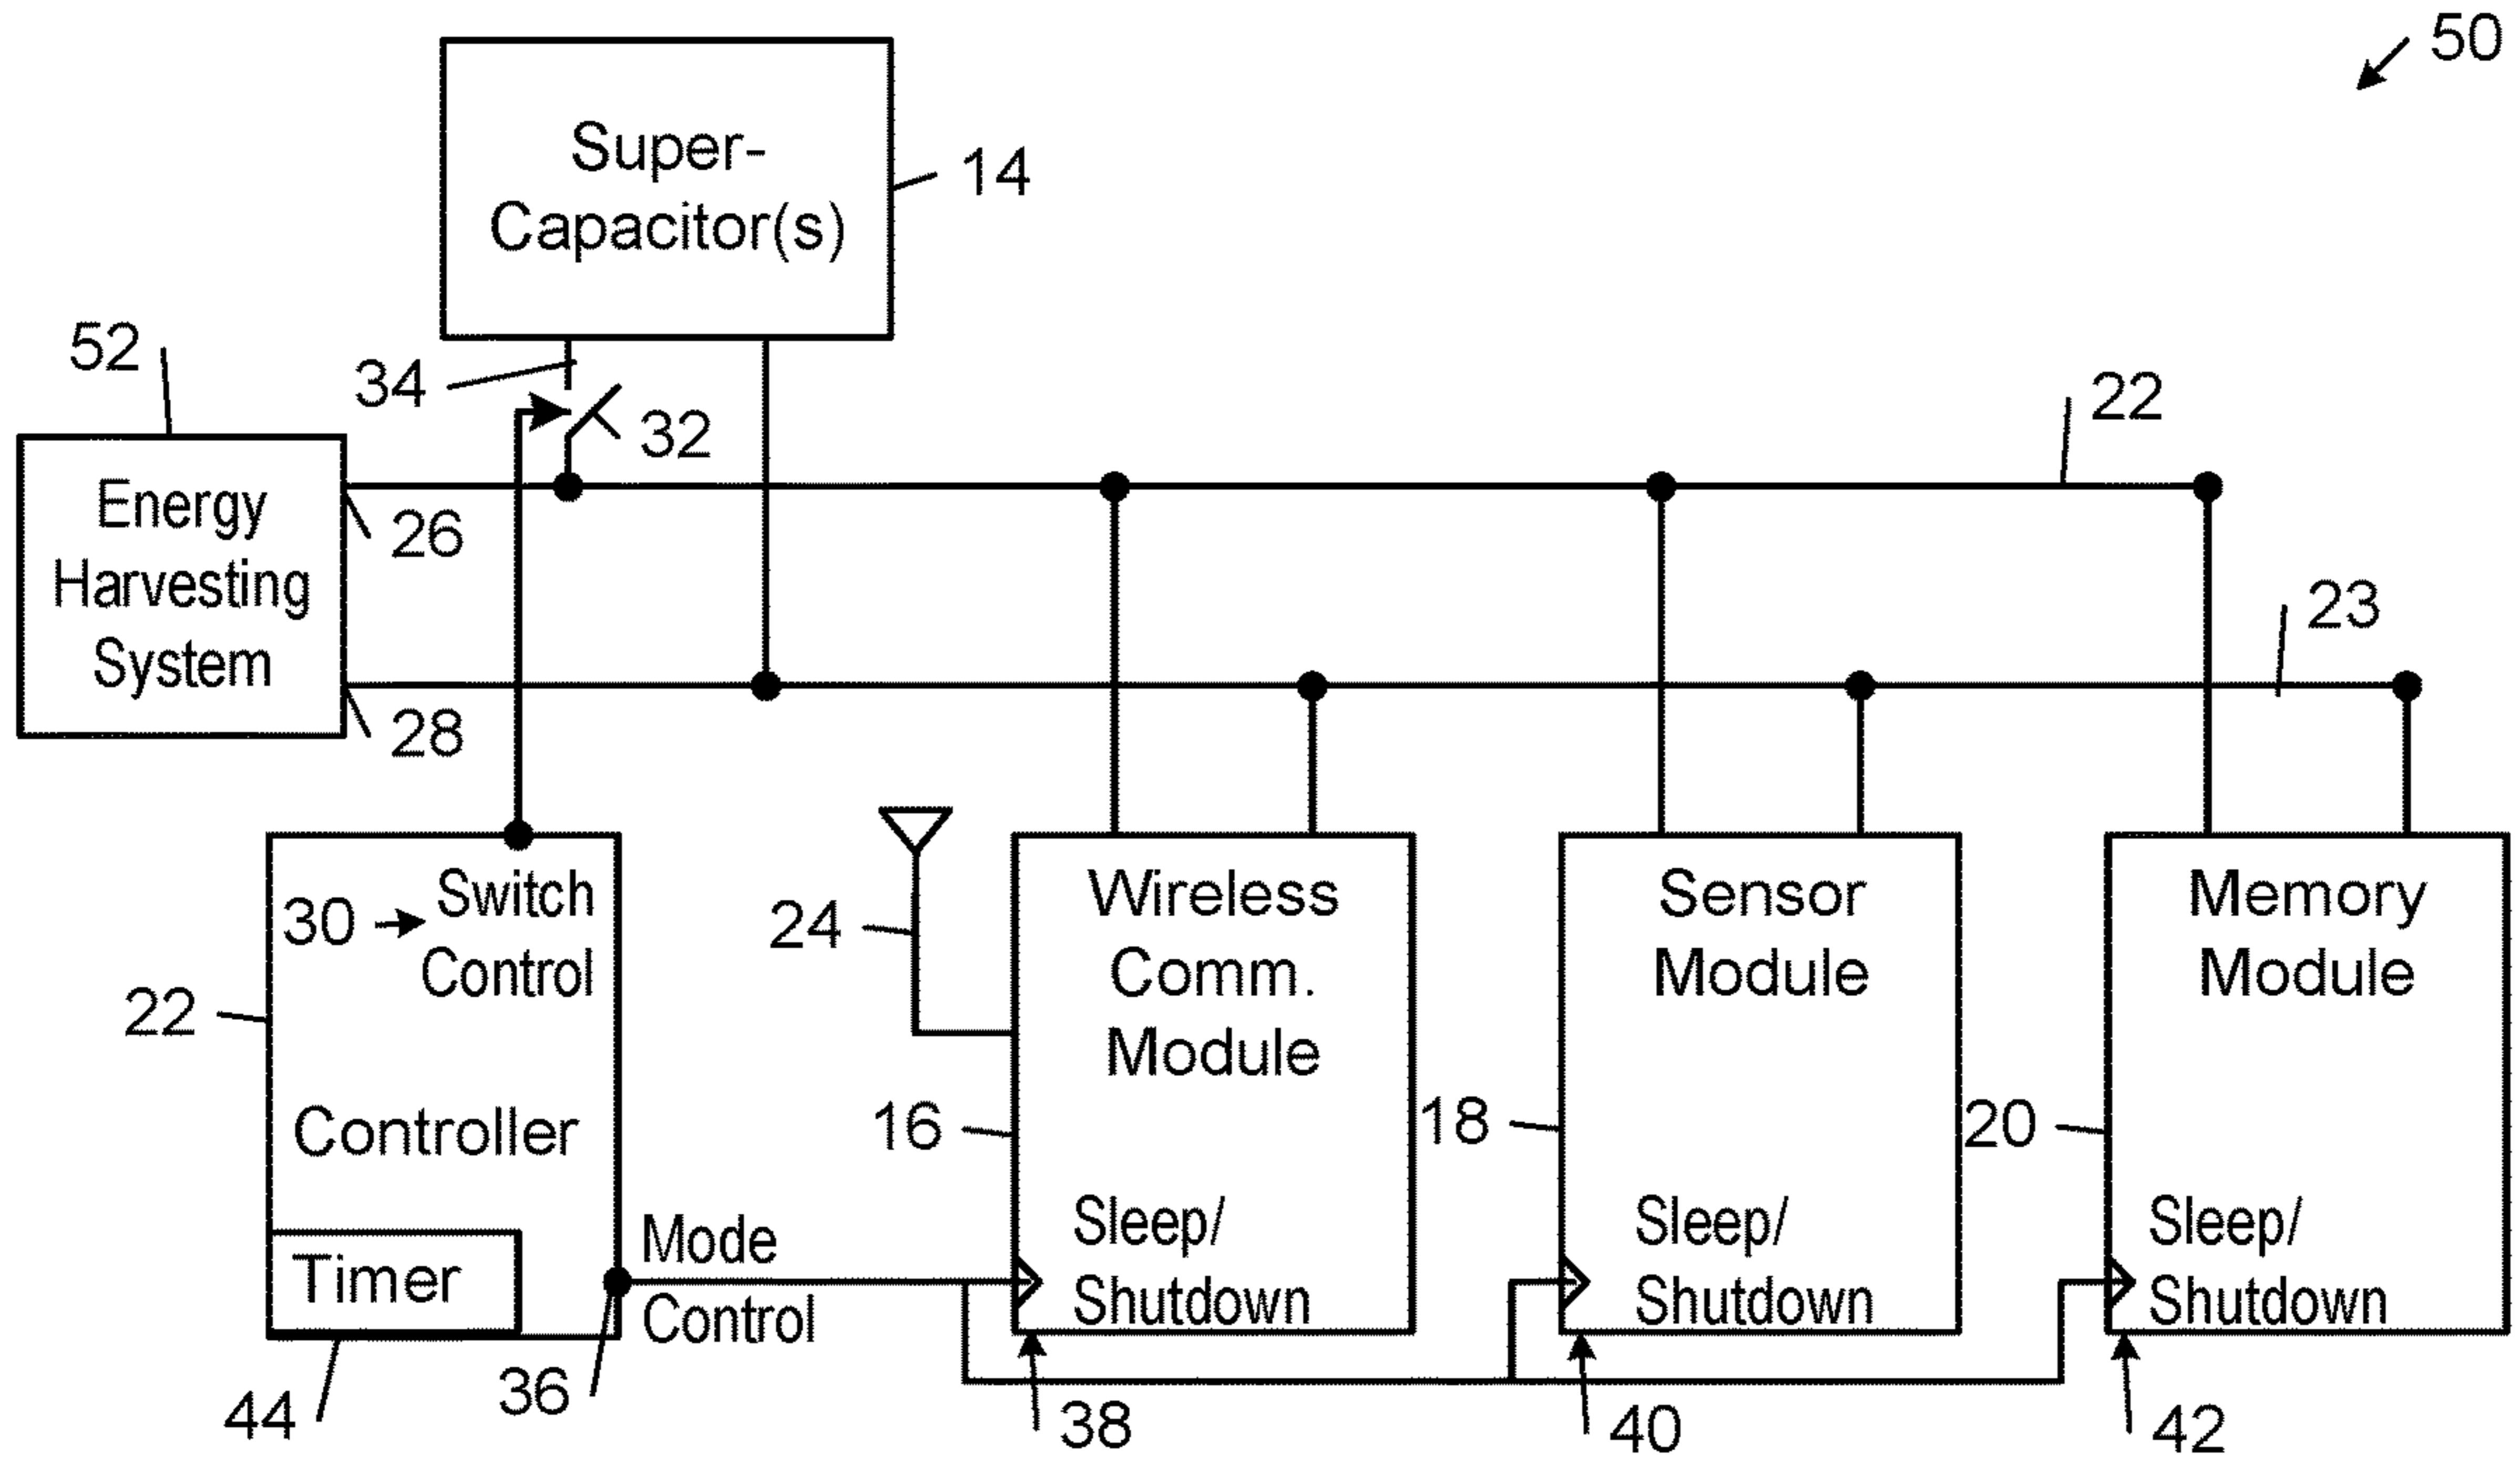 50
Super-
Capacitor(s)
14
52
34
32
22
Energy
Harvesting
System
26
28
23
Switch
Control
30
22
Controller
Timer
44
Mode
Control
36
24
Wireless
Comm.
Module
16
Sleep/
Shutdown
38
Sensor
Module
18
Sleep/
Shutdown
40
Memory
Module
20
Sleep/
Shutdown
42